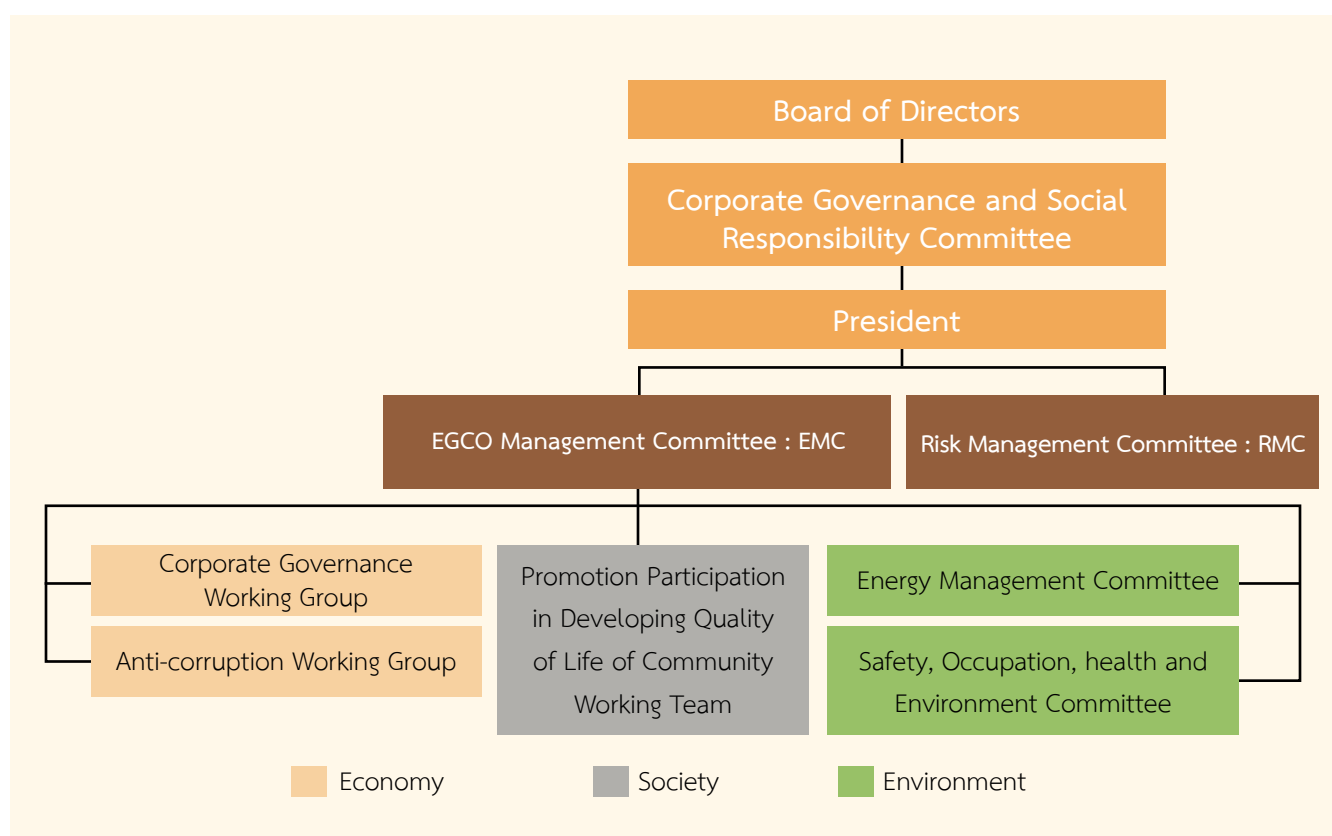 Board of Directors
Corporate Governance and Social
Responsibility Committee
President
EGCO Management Committee : EMC
Risk Management Committee : RMC
Corporate Governance
Working Group
Anti-corruption Working Group
Promotion Participation
in Developing Quality
of Life of Community
Working Team
Energy Management Committee
Safety, Occupation, health and
Environment Committee
Economy
Society
Environment